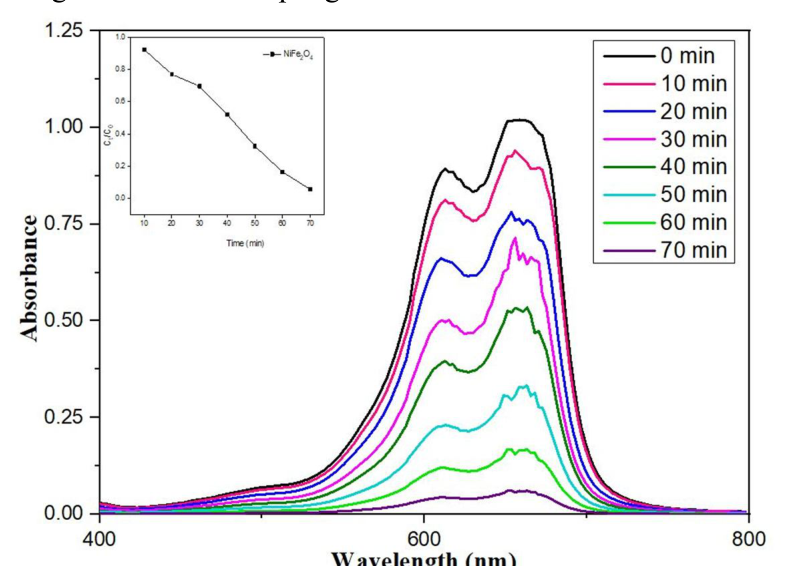 1.25
1.00
0.75
0.50
0.25
0.00
Absorbance
400
600
800
Wavelength (nm)
0 min
10 min
20 min
30 min
40 min
50 min
60 min
70 min
1.0
0.8
0.6
0.4
0.2
0.0
NiFe₂O₄
10 20 30 40 50 60 70
Time (min)